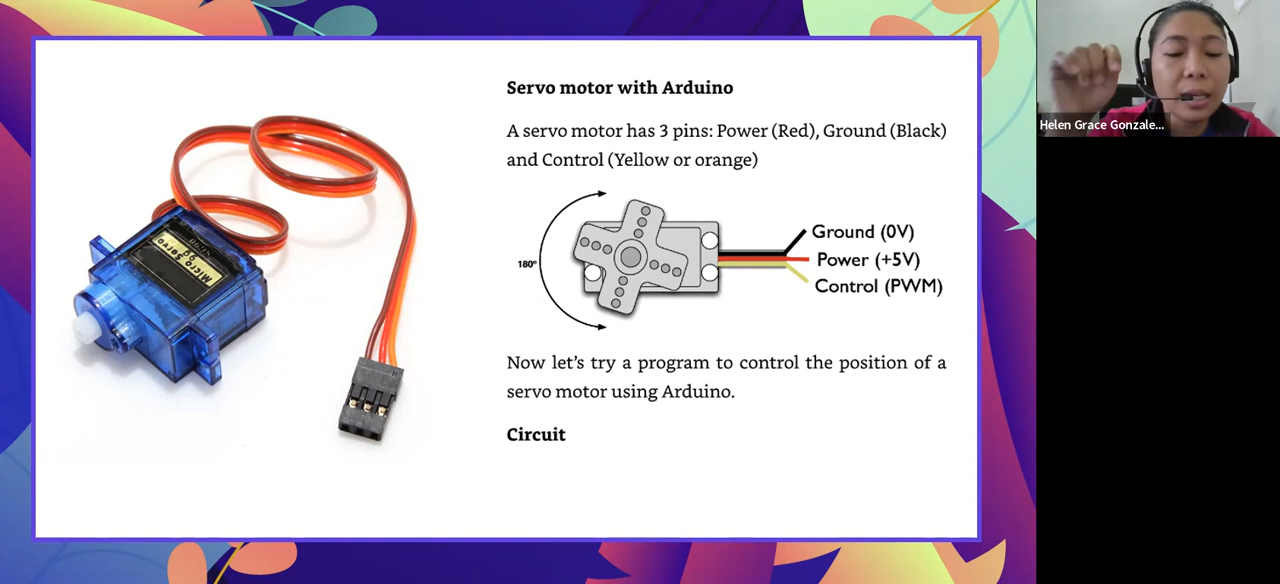 Servo motor with Arduino
A servo motor has 3 pins: Power (Red), Ground (Black)
and Control (Yellow or orange)
180°
Ground (0V)
Power (+5V)
Control (PWM)
Now let's try a program to control the position of a
servo motor using Arduino.
Circuit
Micro Servo
9g
Helen Grace Gonzale...